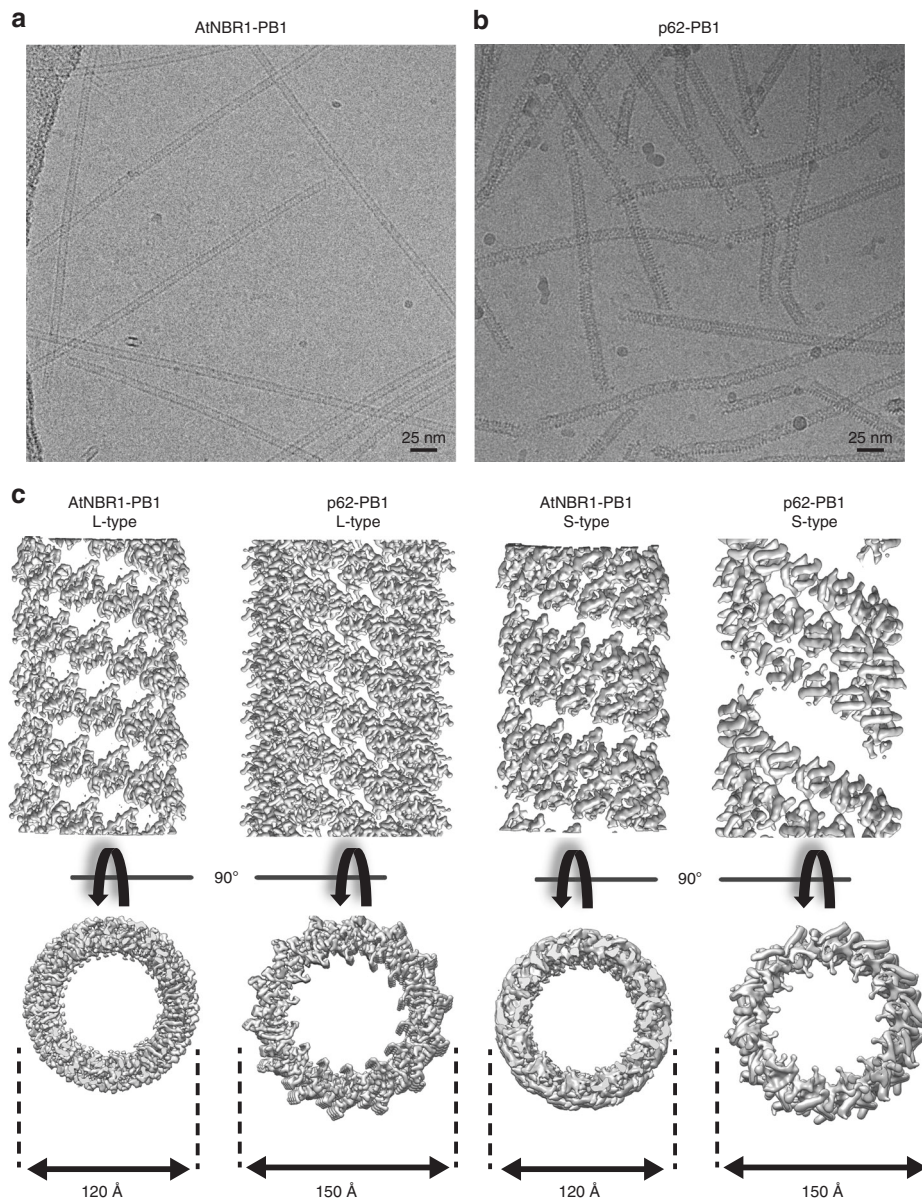 a
AtNBR1-PB1
25 nm
b
p62-PB1
25 nm
c
AtNBR1-PB1
L-type
p62-PB1
L-type
AtNBR1-PB1
S-type
p62-PB1
S-type
90°
90°
120 Å
150 Å
120 Å
150 Å